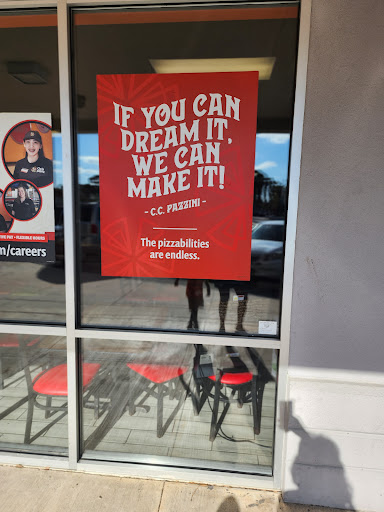 IF YOU CAN
DREAM IT,
WE CAN
MAKE IT!
- C.C. PAZZINI -
The pizzabilities
are endless.
m/careers